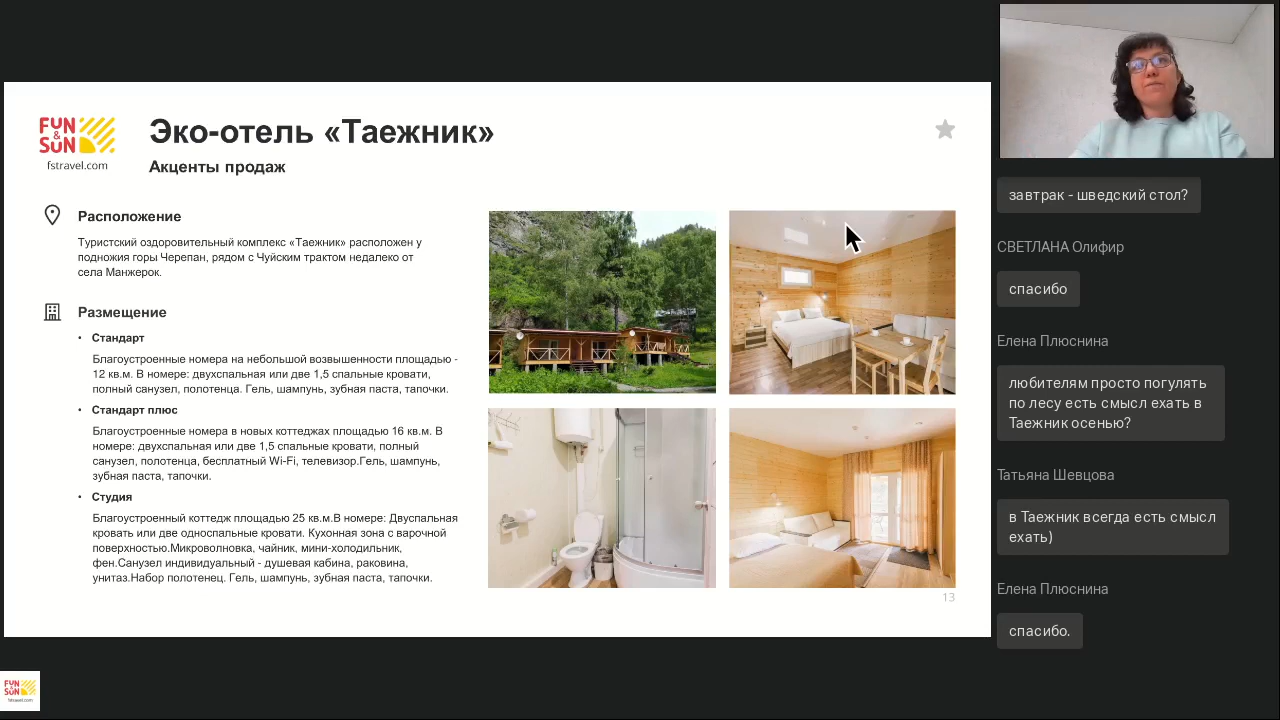 FUN
&
SUN
fstravel.com
Эко-отель «Таежник»
Акценты продаж
Расположение
Туристский оздоровительный комплекс «Таежник» расположен у
подножия горы Черепан, рядом с Чуйским трактом недалеко от
села Манжерок.
Размещение
• Стандарт
Благоустроенные номера на небольшой возвышенности площадью -
12 кв.м. В номере: двухспальная или две 1,5 спальные кровати,
полный санузел, полотенца. Гель, шампунь, зубная паста, тапочки.
• Стандарт плюс
Благоустроенные номера в новых коттеджах площадью 16 кв.м. В
номере: двухспальная или две 1,5 спальные кровати, полный
санузел, полотенца, бесплатный Wi-Fi, телевизор.Гель, шампунь,
зубная паста, тапочки.
• Студия
Благоустроенный коттедж площадью 25 кв.м.В номере: Двуспальная
кровать или две односпальные кровати. Кухонная зона с варочной
поверхностью.Микроволновка, чайник, мини-холодильник,
фен.Санузел индивидуальный - душевая кабина, раковина,
унитаз.Набор полотенец. Гель, шампунь, зубная паста, тапочки.
13
завтрак - шведский стол?
СВЕТЛАНА Олифир
спасибо
Елена Плюснина
любителям просто погулять
по лесу есть смысл ехать в
Таежник осенью?
Татьяна Шевцова
в Таежник всегда есть смысл
ехать)
Елена Плюснина
спасибо.
FUN
&
SUN
fstravel.com